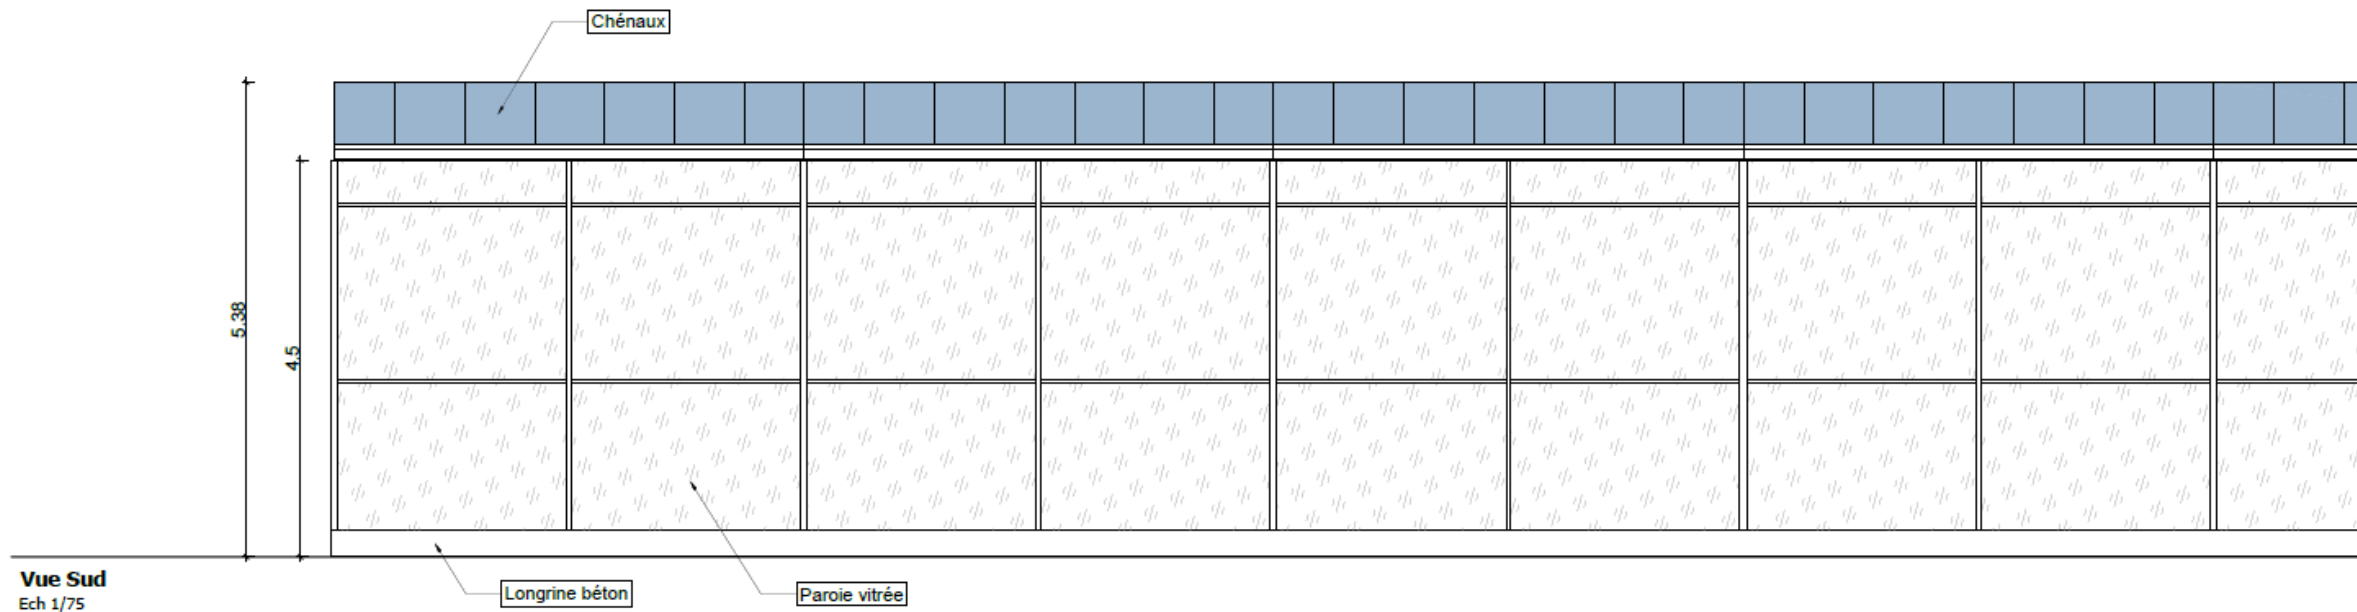 Chénaux
5.38
4.5
Longrine béton
Paroie vitrée
Vue Sud
Ech 1/75